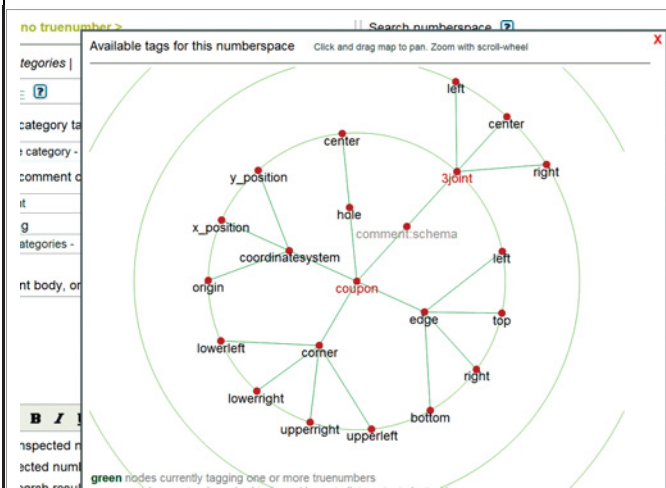 no truenumber >
Search numberspace ?
Available tags for this numberspace
Click and drag map to pan. Zoom with scroll-wheel
X
tegories |
?
category ta
category -
comment c
ategories -
nt body, or
B I
nspected n
ected numl
left
center
center
right
3joint
y_position
hole
x_position
comment:schema
left
coordinatesystem
origin
coupon
edge
top
lowerleft
corner
right
lowerright
bottom
upperright
upperleft
green nodes currently tagging one or more truenumbers